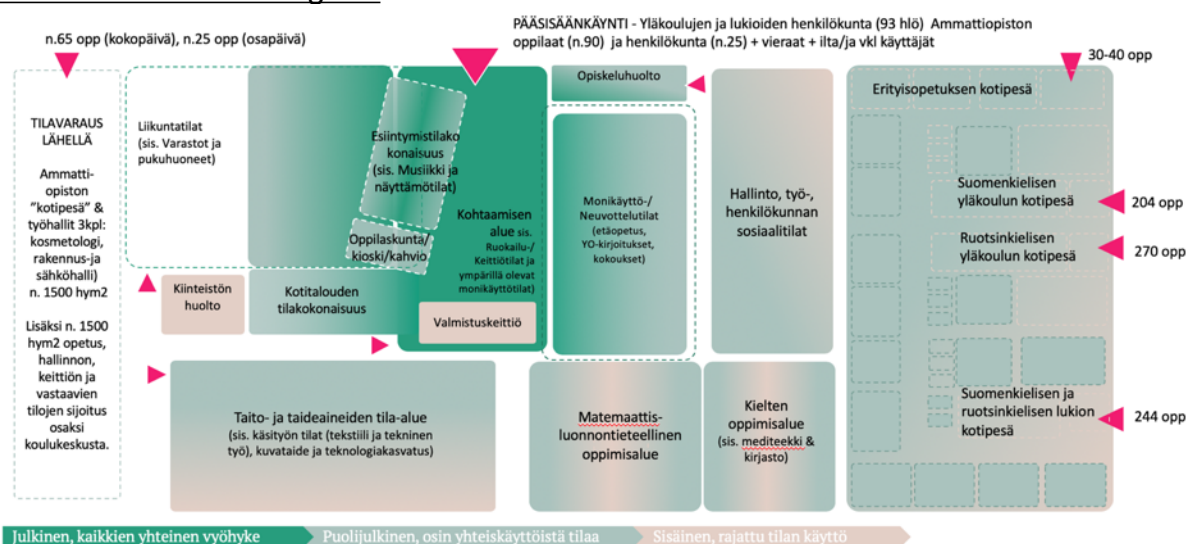 n.65 opp (kokopäivä), n.25 opp (osapäivä)
PÄÄSISÄÄNKÄYNTI - Yläkoulujen ja lukioiden henkilökunta (93 hlö) Ammattiopiston
oppilaat (n.90) ja henkilökunta (n.25) + vieraat + ilta/ja vkl käyttäjät
30-40 opp
TILAVARAUS
LÄHELLÄ
Ammatti-
opiston
"kotipesä" &
työhallit 3kpl:
kosmetologi,
rakennus-ja
sähköhalli)
n. 1500 hym2
Lisäksi n. 1500
hym2 opetus,
hallinnon,
keittiön ja
vastaavien
tilojen sijoitus
osaksi
koulukeskusta.
Liikuntatilat
(sis. Varastot ja
pukuhuoneet)
Kiinteistön
huolto
Kotitalouden
tilakokonaisuus
Esiintymistilako
konaisuus
(sis. Musiikki ja
näyttämötilat)
Oppilaskunta/
kioski/kahvio
Kohtaamisen
alue sis.
Ruokailu-/
Keittiötilat ja
ympärillä olevat
monikäyttötilat)
Valmistuskeittiö
Opiskeluhuolto
Monikäyttö-/
Neuvottelutilat
(etäopetus,
YO-kirjoitukset,
kokoukset)
Hallinto, työ-,
henkilökunnan
sosiaalitilat
Taito- ja taideaineiden tila-alue
(sis. käsityön tilat (tekstiili ja tekninen
työ), kuvataide ja teknologiakasvatus)
Matemaattis-
luonnontieteellinen
oppimisalue
Kielten
oppimisalue
(sis. mediteekki &
kirjasto)
Erityisopetuksen kotipesä
Suomenkielisen
yläkoulun kotipesä
204 opp
Ruotsinkielisen
yläkoulun kotipesä
270 opp
Suomenkielisen ja
ruotsinkielisen lukion
kotipesä
244 opp
Julkinen, kaikkien yhteinen vyöhyke
Puolijulkinen, osin yhteiskäyttöistä tilaa
Sisäinen, rajattu tilan käyttö